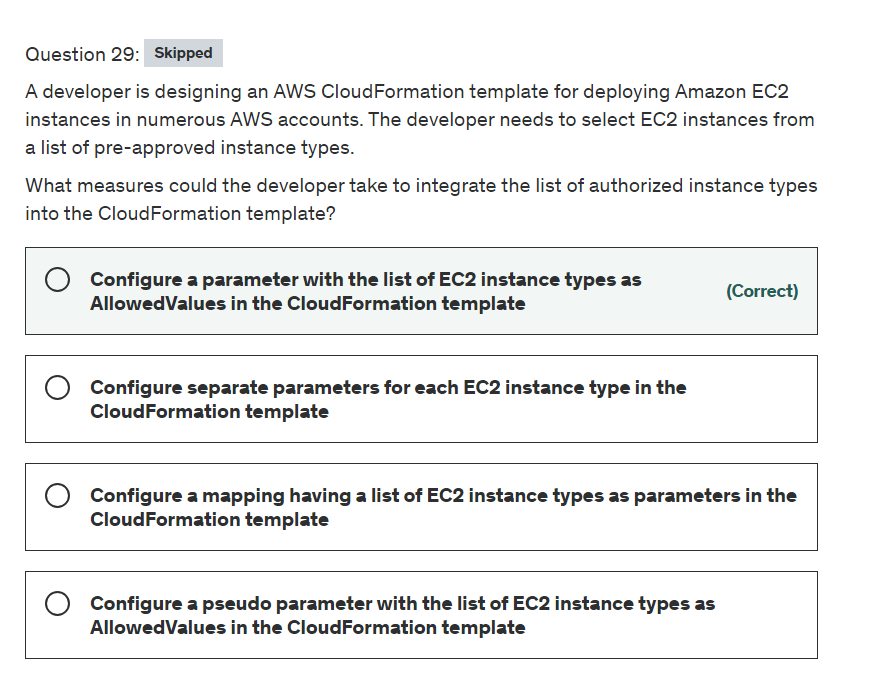 Question 29: Skipped
A developer is designing an AWS CloudFormation template for deploying Amazon EC2
instances in numerous AWS accounts. The developer needs to select EC2 instances from
a list of pre-approved instance types.
What measures could the developer take to integrate the list of authorized instance types
into the CloudFormation template?
Configure a parameter with the list of EC2 instance types as
AllowedValues in the CloudFormation template
(Correct)
Configure separate parameters for each EC2 instance type in the
CloudFormation template
Configure a mapping having a list of EC2 instance types as parameters in the
CloudFormation template
Configure a pseudo parameter with the list of EC2 instance types as
AllowedValues in the CloudFormation template